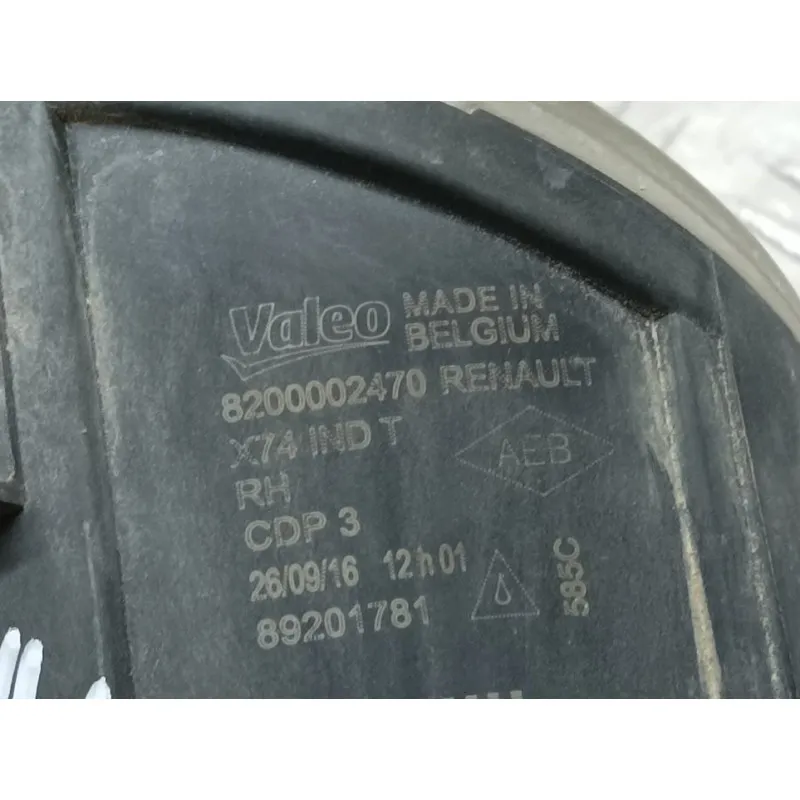 Valeo MADE IN BELGIUM
8200002470 RENAULT
X74 IND T
AEB
RH
CDP 3
26/09/16 12h01
89201781
585C